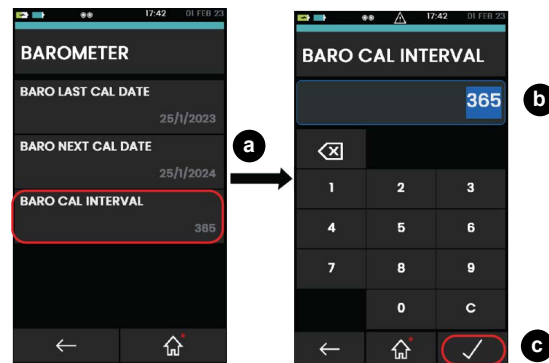 17:42 01 FEB 23
BAROMETER
BARO LAST CAL DATE
25/1/2023
BARO NEXT CAL DATE
25/1/2024
BARO CAL INTERVAL
365
a
17:42 01 FEB 23
BARO CAL INTERVAL
365
b
1 2 3
4 5 6
7 8 9
0 C
c